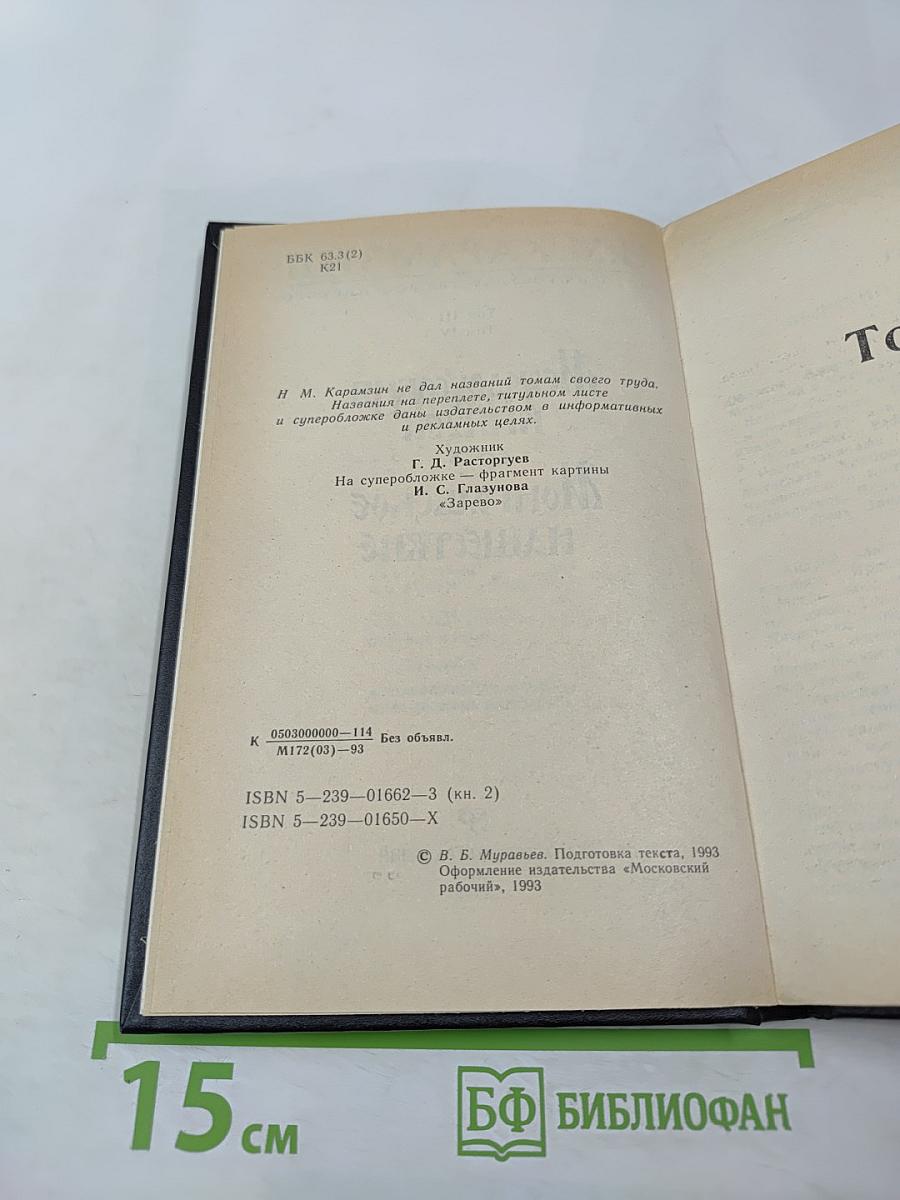 ББК 63.3(2)
К21
Н М. Карамзин не дал названий томам своего труда.
Названия на переплете, титульном листе
и суперобложке даны издательством в информативных
и рекламных целях.
Художник
Г. Д. Расторгуев
На суперобложке — фрагмент картины
И. С. Глазунова
«Зарево»
К 0503000000—114 Без объявл.
М172(03)—93
ISBN 5—239—01662—3 (кн. 2)
ISBN 5—239—01650—Х
© В. Б. Муравьев. Подготовка текста, 1993
Оформление издательства «Московский
рабочий», 1993
15 см
БФ БИБЛИОФАН